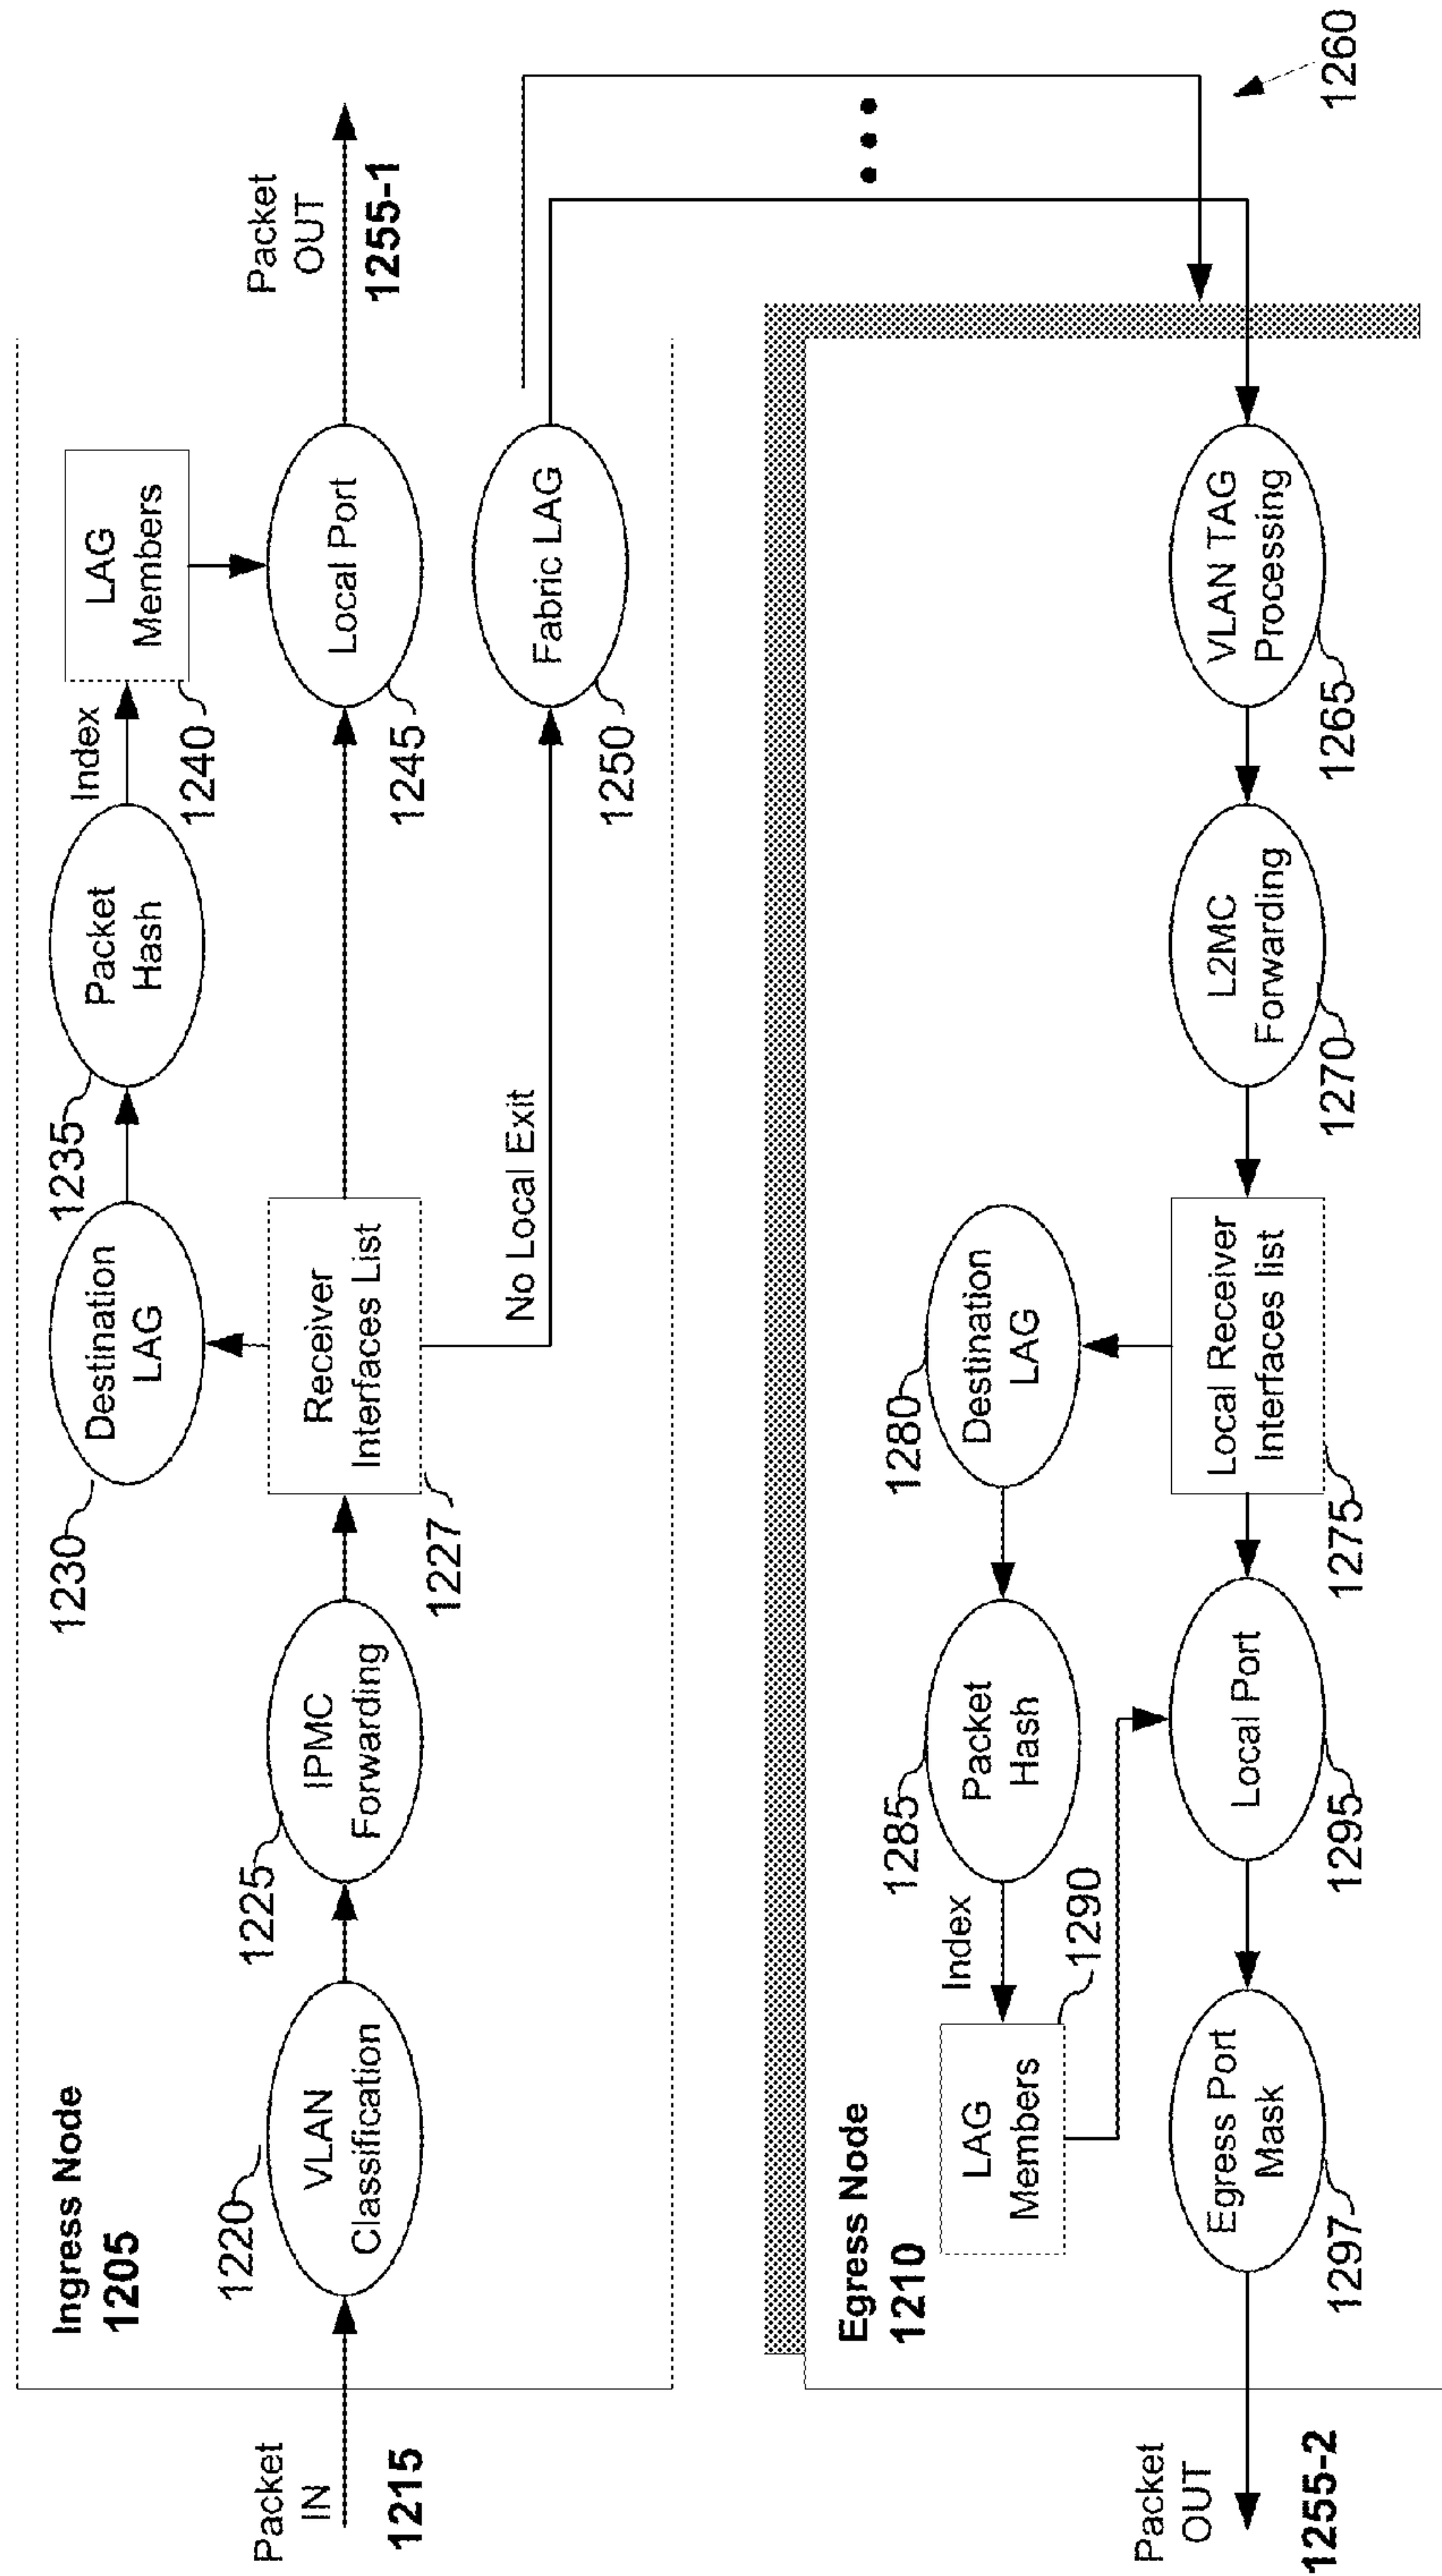 Ingress Node
1205
Packet
IN
1215
VLAN
Classification
1220
IPMC
Forwarding
1225
Receiver
Interfaces List
1227
Destination
LAG
1230
Packet
Hash
1235
Index
LAG
Members
1240
Local Port
1245
No Local Exit
Fabric LAG
1250
Packet
OUT
1255-1
1260
Egress Node
1210
VLAN TAG
Processing
1265
L2MC
Forwarding
1270
Local Receiver
Interfaces list
1275
Destination
LAG
1280
Packet
Hash
1285
Index
LAG
Members
1290
Local Port
1295
Egress Port
Mask
1297
Packet
OUT
1255-2